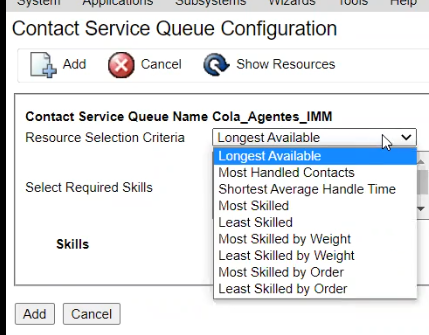 System Applications Subsystems Wizards Tools Help
Contact Service Queue Configuration
Add Cancel Show Resources
Contact Service Queue Name Cola_Agentes_IMM
Resource Selection Criteria Longest Available
Longest Available
Most Handled Contacts
Shortest Average Handle Time
Most Skilled
Select Required Skills
Least Skilled
Most Skilled by Weight
Skills
Least Skilled by Weight
Most Skilled by Order
Least Skilled by Order
Add Cancel